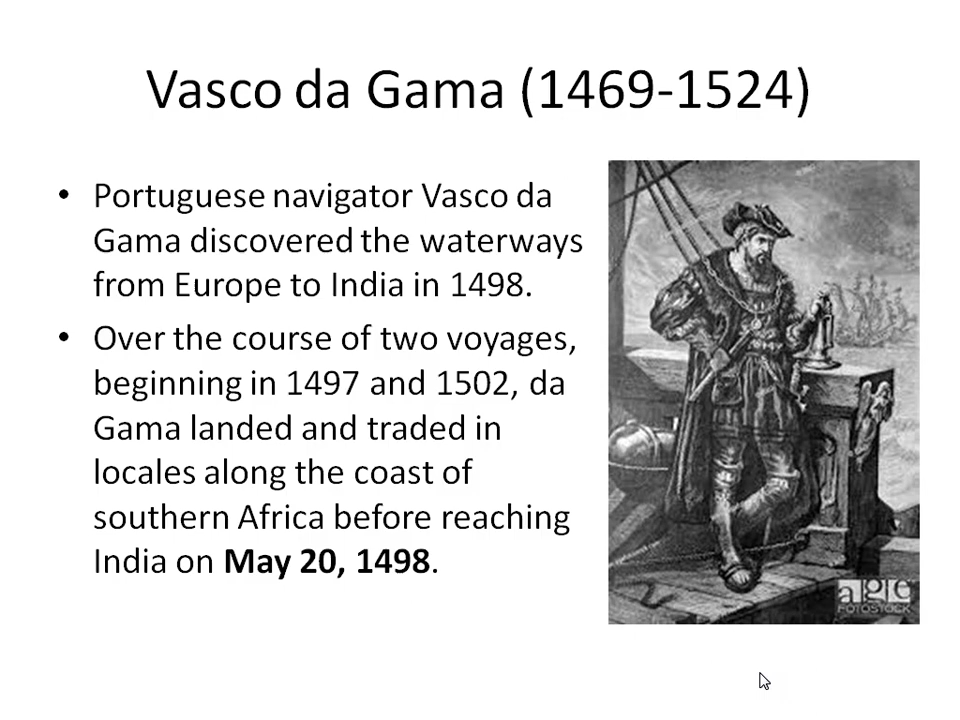 Vasco da Gama (1469-1524)
• Portuguese navigator Vasco da
Gama discovered the waterways
from Europe to India in 1498.
• Over the course of two voyages,
beginning in 1497 and 1502, da
Gama landed and traded in
locales along the coast of
southern Africa before reaching
India on May 20, 1498.
age
FOTOSTOCK